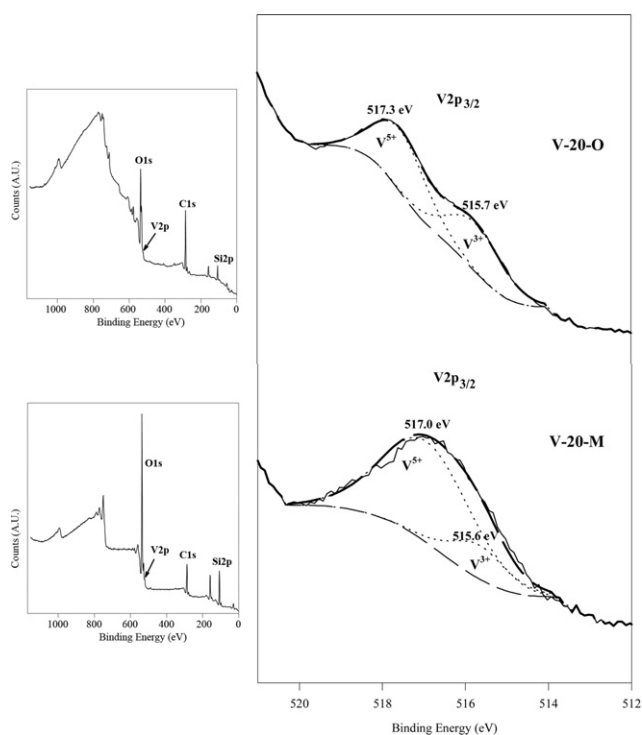 Counts (A.U.)
O1s
V2p
C1s
Si2p
1000 800 600 400 200 0
Binding Energy (eV)
V2p3/2
517.3 eV
V-20-O
V5+
515.7 eV
V3+
Counts (A.U.)
O1s
V2p
C1s
Si2p
1000 800 600 400 200 0
Binding Energy (eV)
V2p3/2
517.0 eV
V-20-M
V5+
515.6 eV
V3+
520 518 516 514 512
Binding Energy (eV)